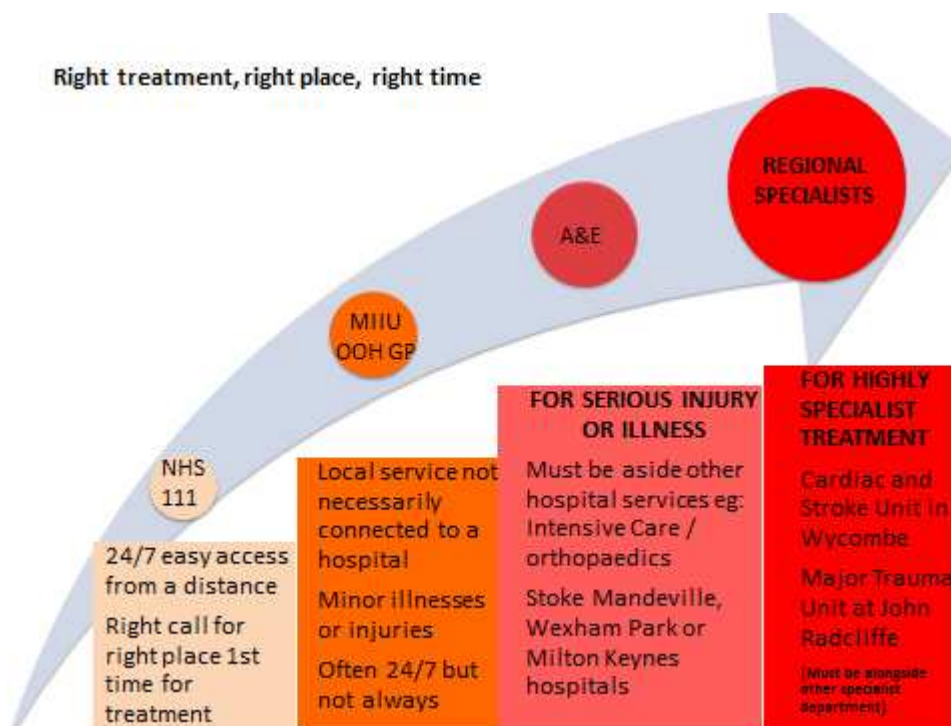 Right treatment, right place, right time
REGIONAL
SPECIALISTS
A&E
MIIU
OOH GP
NHS
111
24/7 easy access
from a distance
Right call for
right place 1st
time for
treatment
Local service not
necessarily
connected to a
hospital
Minor illnesses
or injuries
Often 24/7 but
not always
FOR SERIOUS INJURY
OR ILLNESS
Must be aside other
hospital services eg:
Intensive Care /
orthopaedics
Stoke Mandeville,
Wexham Park or
Milton Keynes
hospitals
FOR HIGHLY
SPECIALIST
TREATMENT
Cardiac and
Stroke Unit in
Wycombe
Major Trauma
Unit at John
Radcliffe
(Must be alongside
other specialist
department)